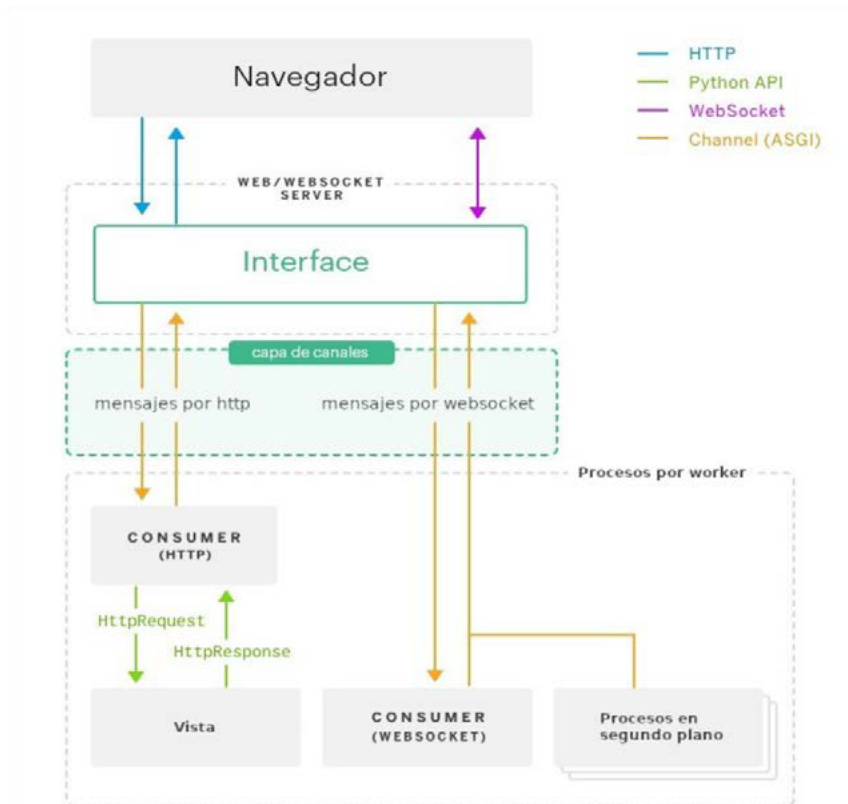 Navegador
HTTP
Python API
WebSocket
Channel (ASGI)
WEB/WEBSOCKET
SERVER
Interface
capa de canales
mensajes por http
mensajes por websocket
Procesos por worker
CONSUMER
(HTTP)
HttpRequest
HttpResponse
Vista
CONSUMER
(WEBSOCKET)
Procesos en
segundo plano